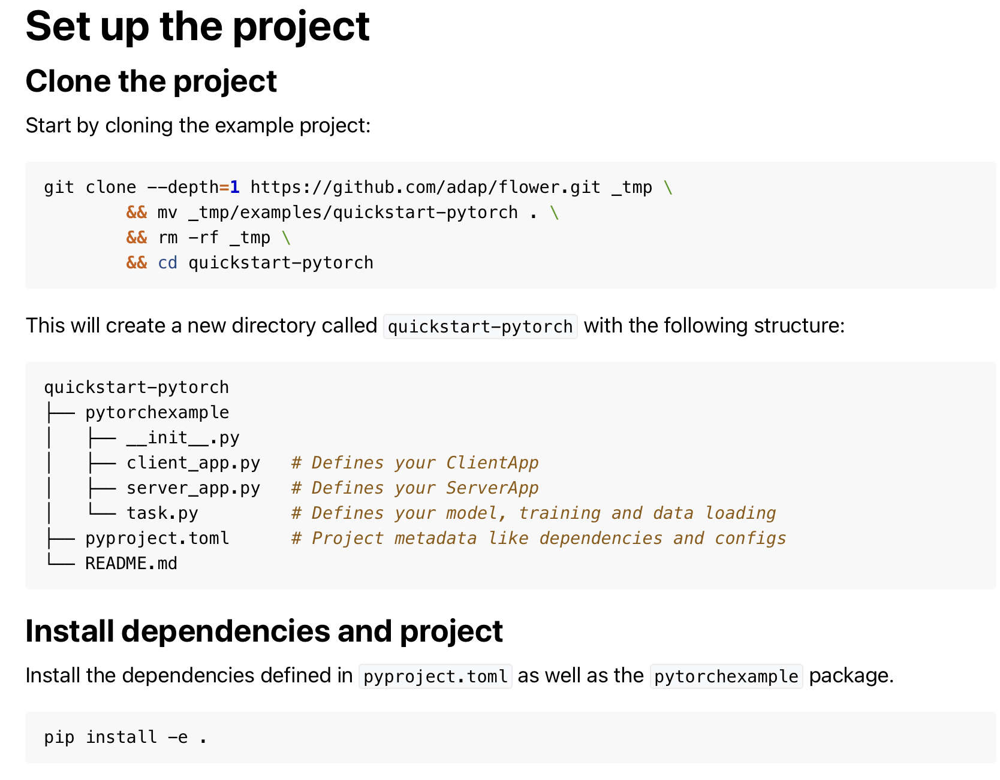 Set up the project
Clone the project
Start by cloning the example project:
git clone --depth=1 https://github.com/adap/flower.git _tmp \
        && mv _tmp/examples/quickstart-pytorch . \
        && rm -rf _tmp \
        && cd quickstart-pytorch
This will create a new directory called quickstart-pytorch with the following structure:
quickstart-pytorch
├── pytorchexample
│   ├── __init__.py
│   ├── client_app.py   # Defines your ClientApp
│   ├── server_app.py   # Defines your ServerApp
│   └── task.py         # Defines your model, training and data loading
├── pyproject.toml      # Project metadata like dependencies and configs
└── README.md
Install dependencies and project
Install the dependencies defined in pyproject.toml as well as the pytorchexample package.
pip install -e .